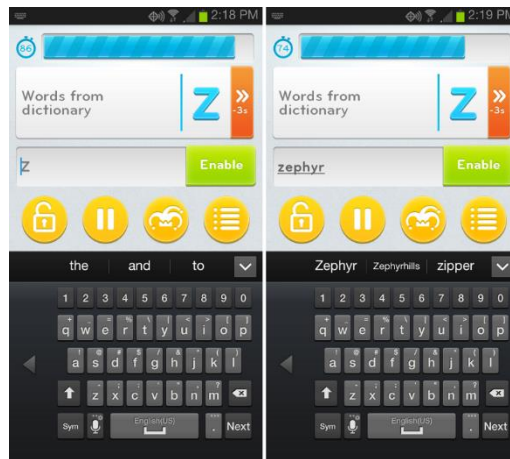 2:18 PM
86
Words from
dictionary
Z
-3s
Z
Enable
the and to
1 2 3 4 5 6 7 8 9 0
q w e r t y u i o p
a s d f g h j k l
z x c v b n m
English(US)
Sym Next
2:19 PM
74
Words from
dictionary
Z
-3s
zephyr
Enable
Zephyr Zephyrhills zipper
1 2 3 4 5 6 7 8 9 0
q w e r t y u i o p
a s d f g h j k l
z x c v b n m
English(US)
Sym . Next